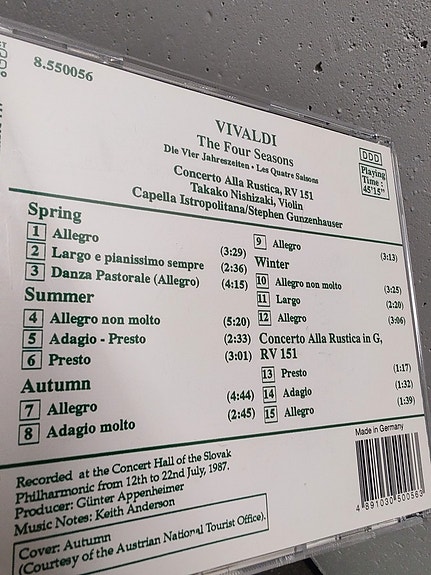 8.550056
VIVALDI
The Four Seasons
Die Vier Jahreszeiten • Les Quatre Saisons
Concerto Alla Rustica, RV 151
Takako Nishizaki, Violin
Capella Istropolitana/Stephen Gunzenhauser
DDD
Playing
Time:
45'15"
Spring
1 Allegro (3:29)
2 Largo e pianissimo sempre (2:36)
3 Danza Pastorale (Allegro) (4:15)
Summer
4 Allegro non molto (5:20)
5 Adagio - Presto (2:33)
6 Presto (3:01)
Autumn
7 Allegro (4:44)
8 Adagio molto (2:45)
9 Allegro (3:13)
Winter
10 Allegro non molto (3:25)
11 Largo (2:20)
12 Allegro (3:06)
Concerto Alla Rustica in G,
RV 151
13 Presto (1:17)
14 Adagio (1:32)
15 Allegro (1:39)
Recorded at the Concert Hall of the Slovak
Philharmonic from 12th to 22nd July, 1987.
Producer: Günter Appenheimer
Music Notes: Keith Anderson
Cover: Autumn
(Courtesy of the Austrian National Tourist Office).
Made in Germany
4 891030 500563